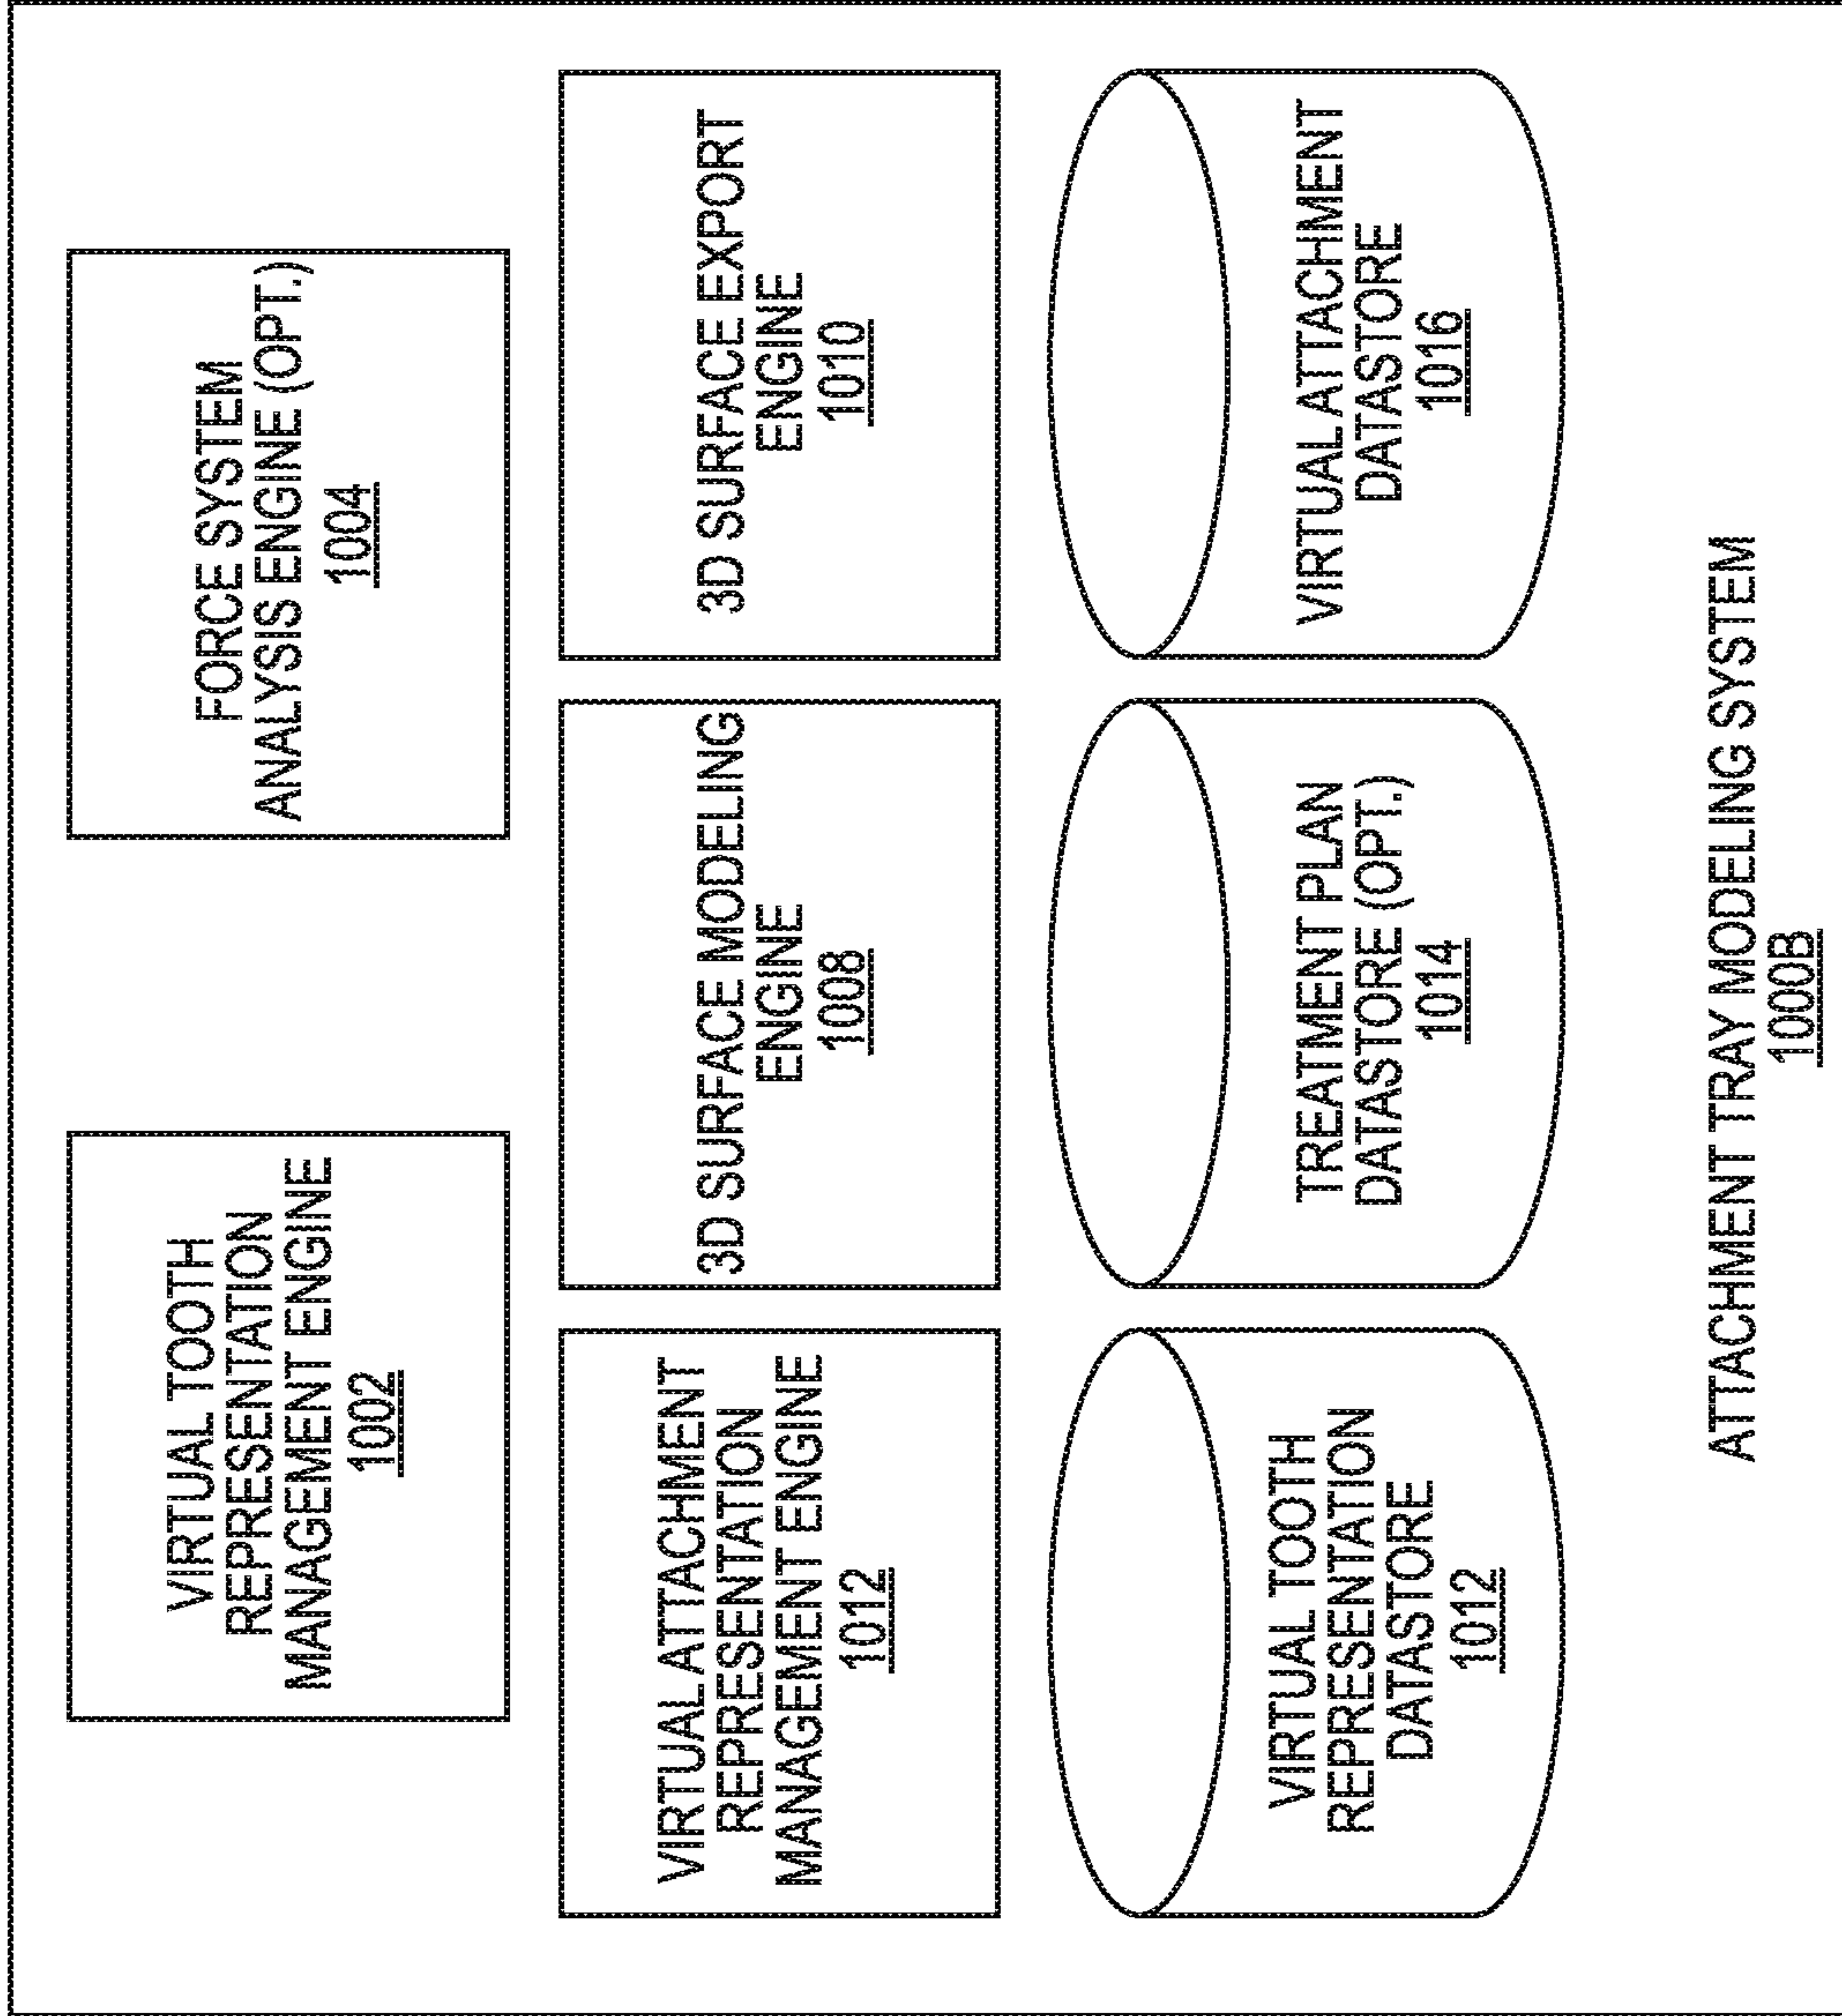 VIRTUAL TOOTH
REPRESENTATION
MANAGEMENT ENGINE
1002
FORCE SYSTEM
ANALYSIS ENGINE (OPT.)
1004
VIRTUAL ATTACHMENT
REPRESENTATION
MANAGEMENT ENGINE
1012
3D SURFACE MODELING
ENGINE
1008
3D SURFACE EXPORT
ENGINE
1010
VIRTUAL TOOTH
REPRESENTATION
DATASTORE
1012
TREATMENT PLAN
DATASTORE (OPT.)
1014
VIRTUAL ATTACHMENT
DATASTORE
1016
ATTACHMENT TRAY MODELING SYSTEM
1000B